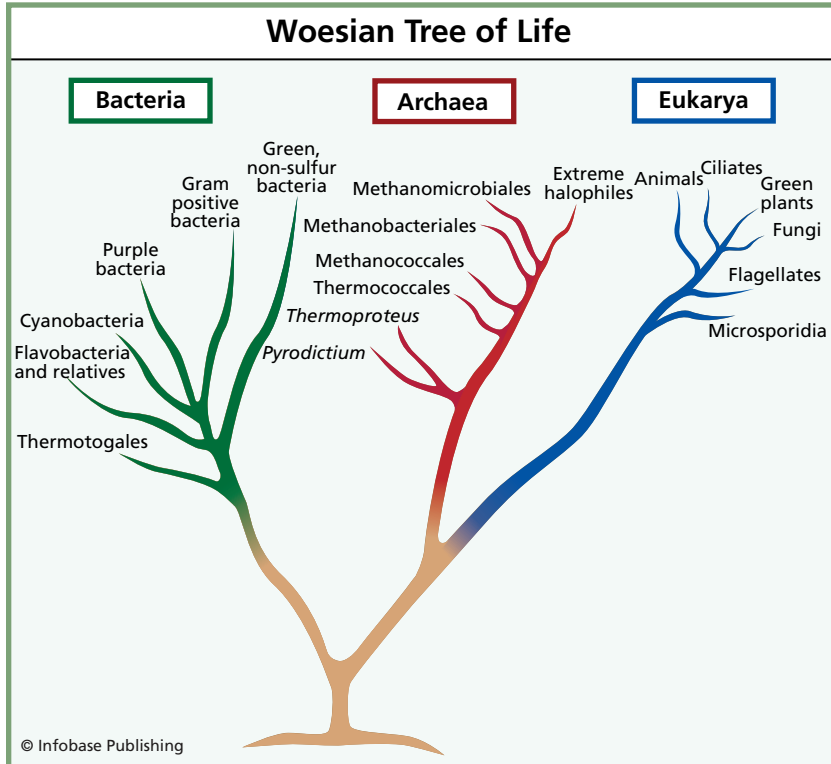 Woesian Tree of Life
Bacteria
Archaea
Eukarya
Green,
non-sulfur
bacteria
Gram
positive
bacteria
Purple
bacteria
Cyanobacteria
Flavobacteria
and relatives
Thermotogales
Methanomicrobiales
Extreme
halophiles
Methanobacteriales
Methanococcales
Thermococcales
Thermoproteus
Pyrodictium
Animals
Ciliates
Green
plants
Fungi
Flagellates
Microsporidia
© Infobase Publishing